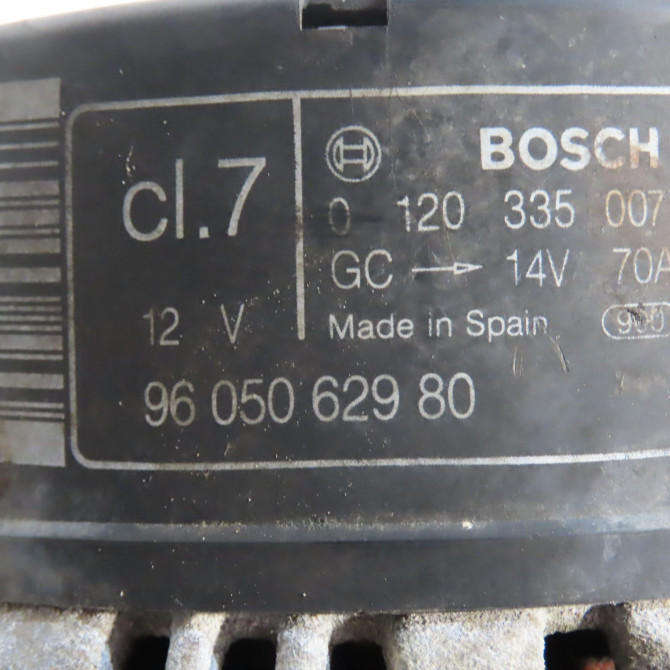 cl.7
12 V
BOSCH
0 120 335 007
GC → 14V 70A
Made in Spain
96 050 629 80